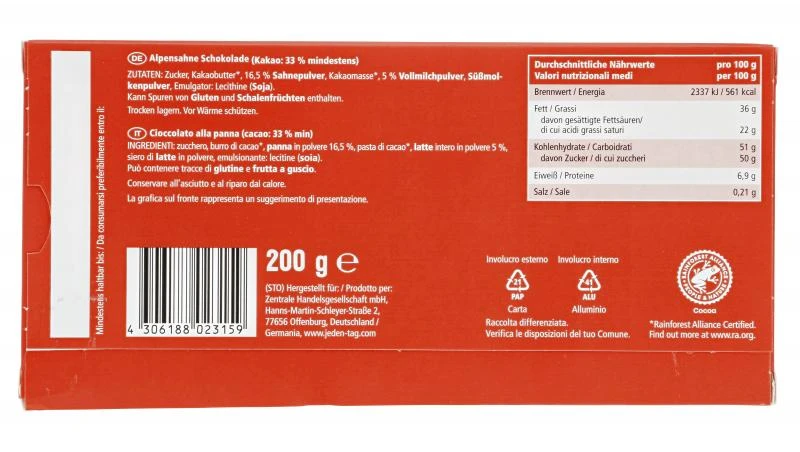 DE Alpensahne Schokolade (Kakao: 33 % mindestens)
ZUTATEN: Zucker, Kakaobutter*, 16,5 % Sahnepulver, Kakaomasse*, 5 % Vollmilchpulver, Süßmol-
kenpulver, Emulgator: Lecithine (Soja).
Kann Spuren von Gluten und Schalenfrüchten enthalten.
Trocken lagern. Vor Wärme schützen.
IT Cioccolato alla panna (cacao: 33 % min)
INGREDIENTI: zucchero, burro di cacao*, panna in polvere 16,5 %, pasta di cacao*, latte intero in polvere 5 %,
siero di latte in polvere, emulsionante: lecitine (soia).
Può contenere tracce di glutine e frutta a guscio.
Conservare all'asciutto e al riparo dal calore.
La grafica sul fronte rappresenta un suggerimento di presentazione.
Mindestens haltbar bis: / Da consumarsi preferibilmente entro il:
Durchschnittliche Nährwerte pro 100 g
Valori nutrizionali medi per 100 g
Brennwert / Energia 2337 kJ / 561 kcal
Fett / Grassi 36 g
davon gesättigte Fettsäuren/
di cui acidi grassi saturi 22 g
Kohlenhydrate / Carboidrati 51 g
davon Zucker / di cui zuccheri 50 g
Eiweiß / Proteine 6,9 g
Salz / Sale 0,21 g
4 306188 023159
200 g ℮
(STO) Hergestellt für: / Prodotto per:
Zentrale Handelsgesellschaft mbH,
Hanns-Martin-Schleyer-Straße 2,
77656 Offenburg, Deutschland /
Germania, www.jeden-tag.com
Involucro esterno Involucro interno
21 41
PAP ALU
Carta Alluminio
Raccolta differenziata.
Verifica le disposizioni del tuo Comune.
RAINFOREST ALLIANCE
PEOPLE & NATURE
Cocoa
*Rainforest Alliance Certified.
Find out more at www.ra.org.